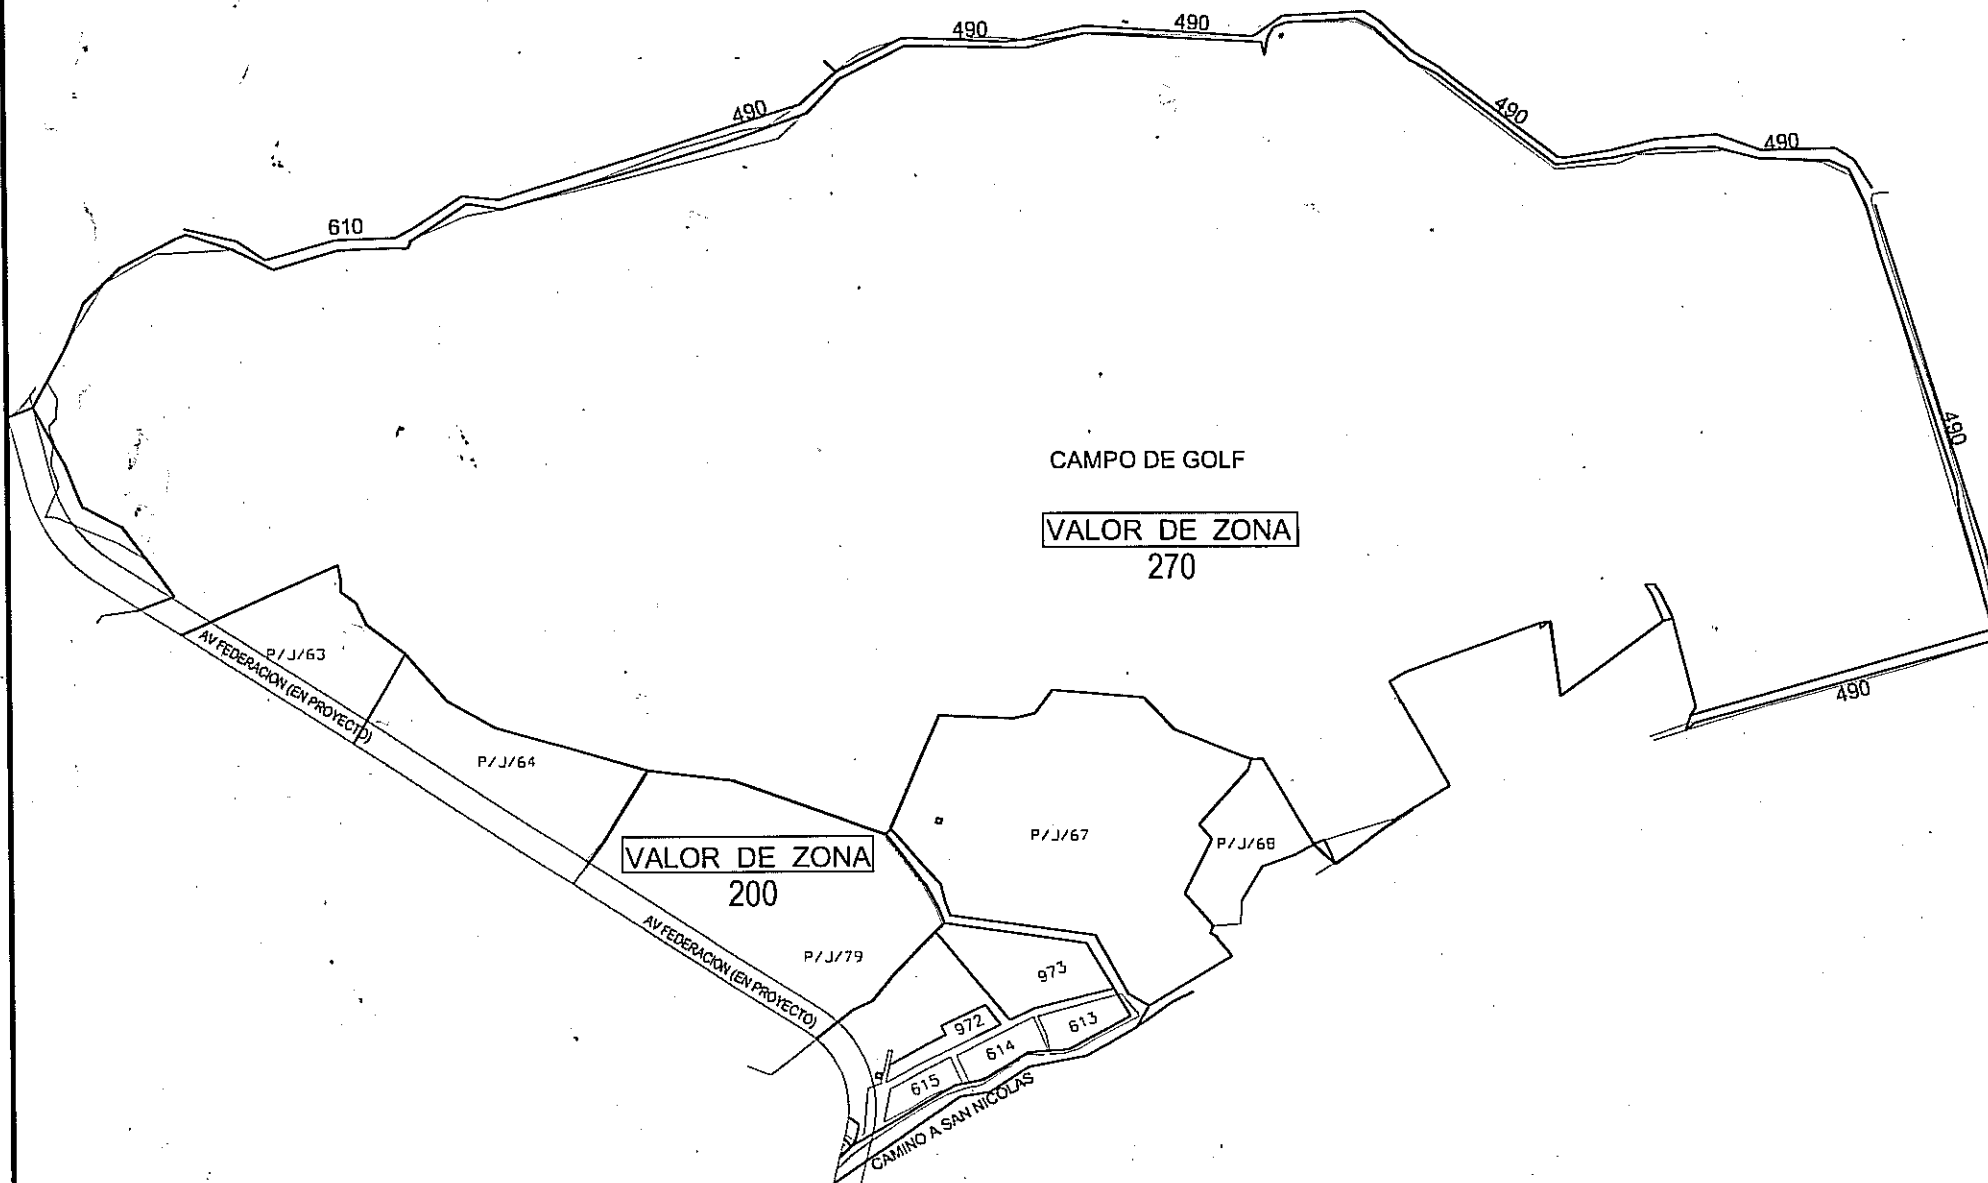 490
490
490
490
490
610
490
CAMPO DE GOLF
VALOR DE ZONA
270
AV FEDERACION (EN PROYECTO)
P/J/63
490
P/J/64
P/J/67
P/J/68
VALOR DE ZONA
200
AV FEDERACION (EN PROYECTO)
P/J/79
973
972
613
614
615
CAMINO A SAN NICOLAS